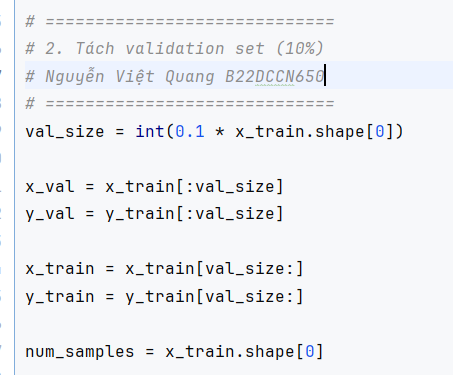 # =============================
# 2. Tách validation set (10%)
# Nguyễn Việt Quang B22DCCN650
# =============================
val_size = int(0.1 * x_train.shape[0])
x_val = x_train[:val_size]
y_val = y_train[:val_size]
x_train = x_train[val_size:]
y_train = y_train[val_size:]
num_samples = x_train.shape[0]